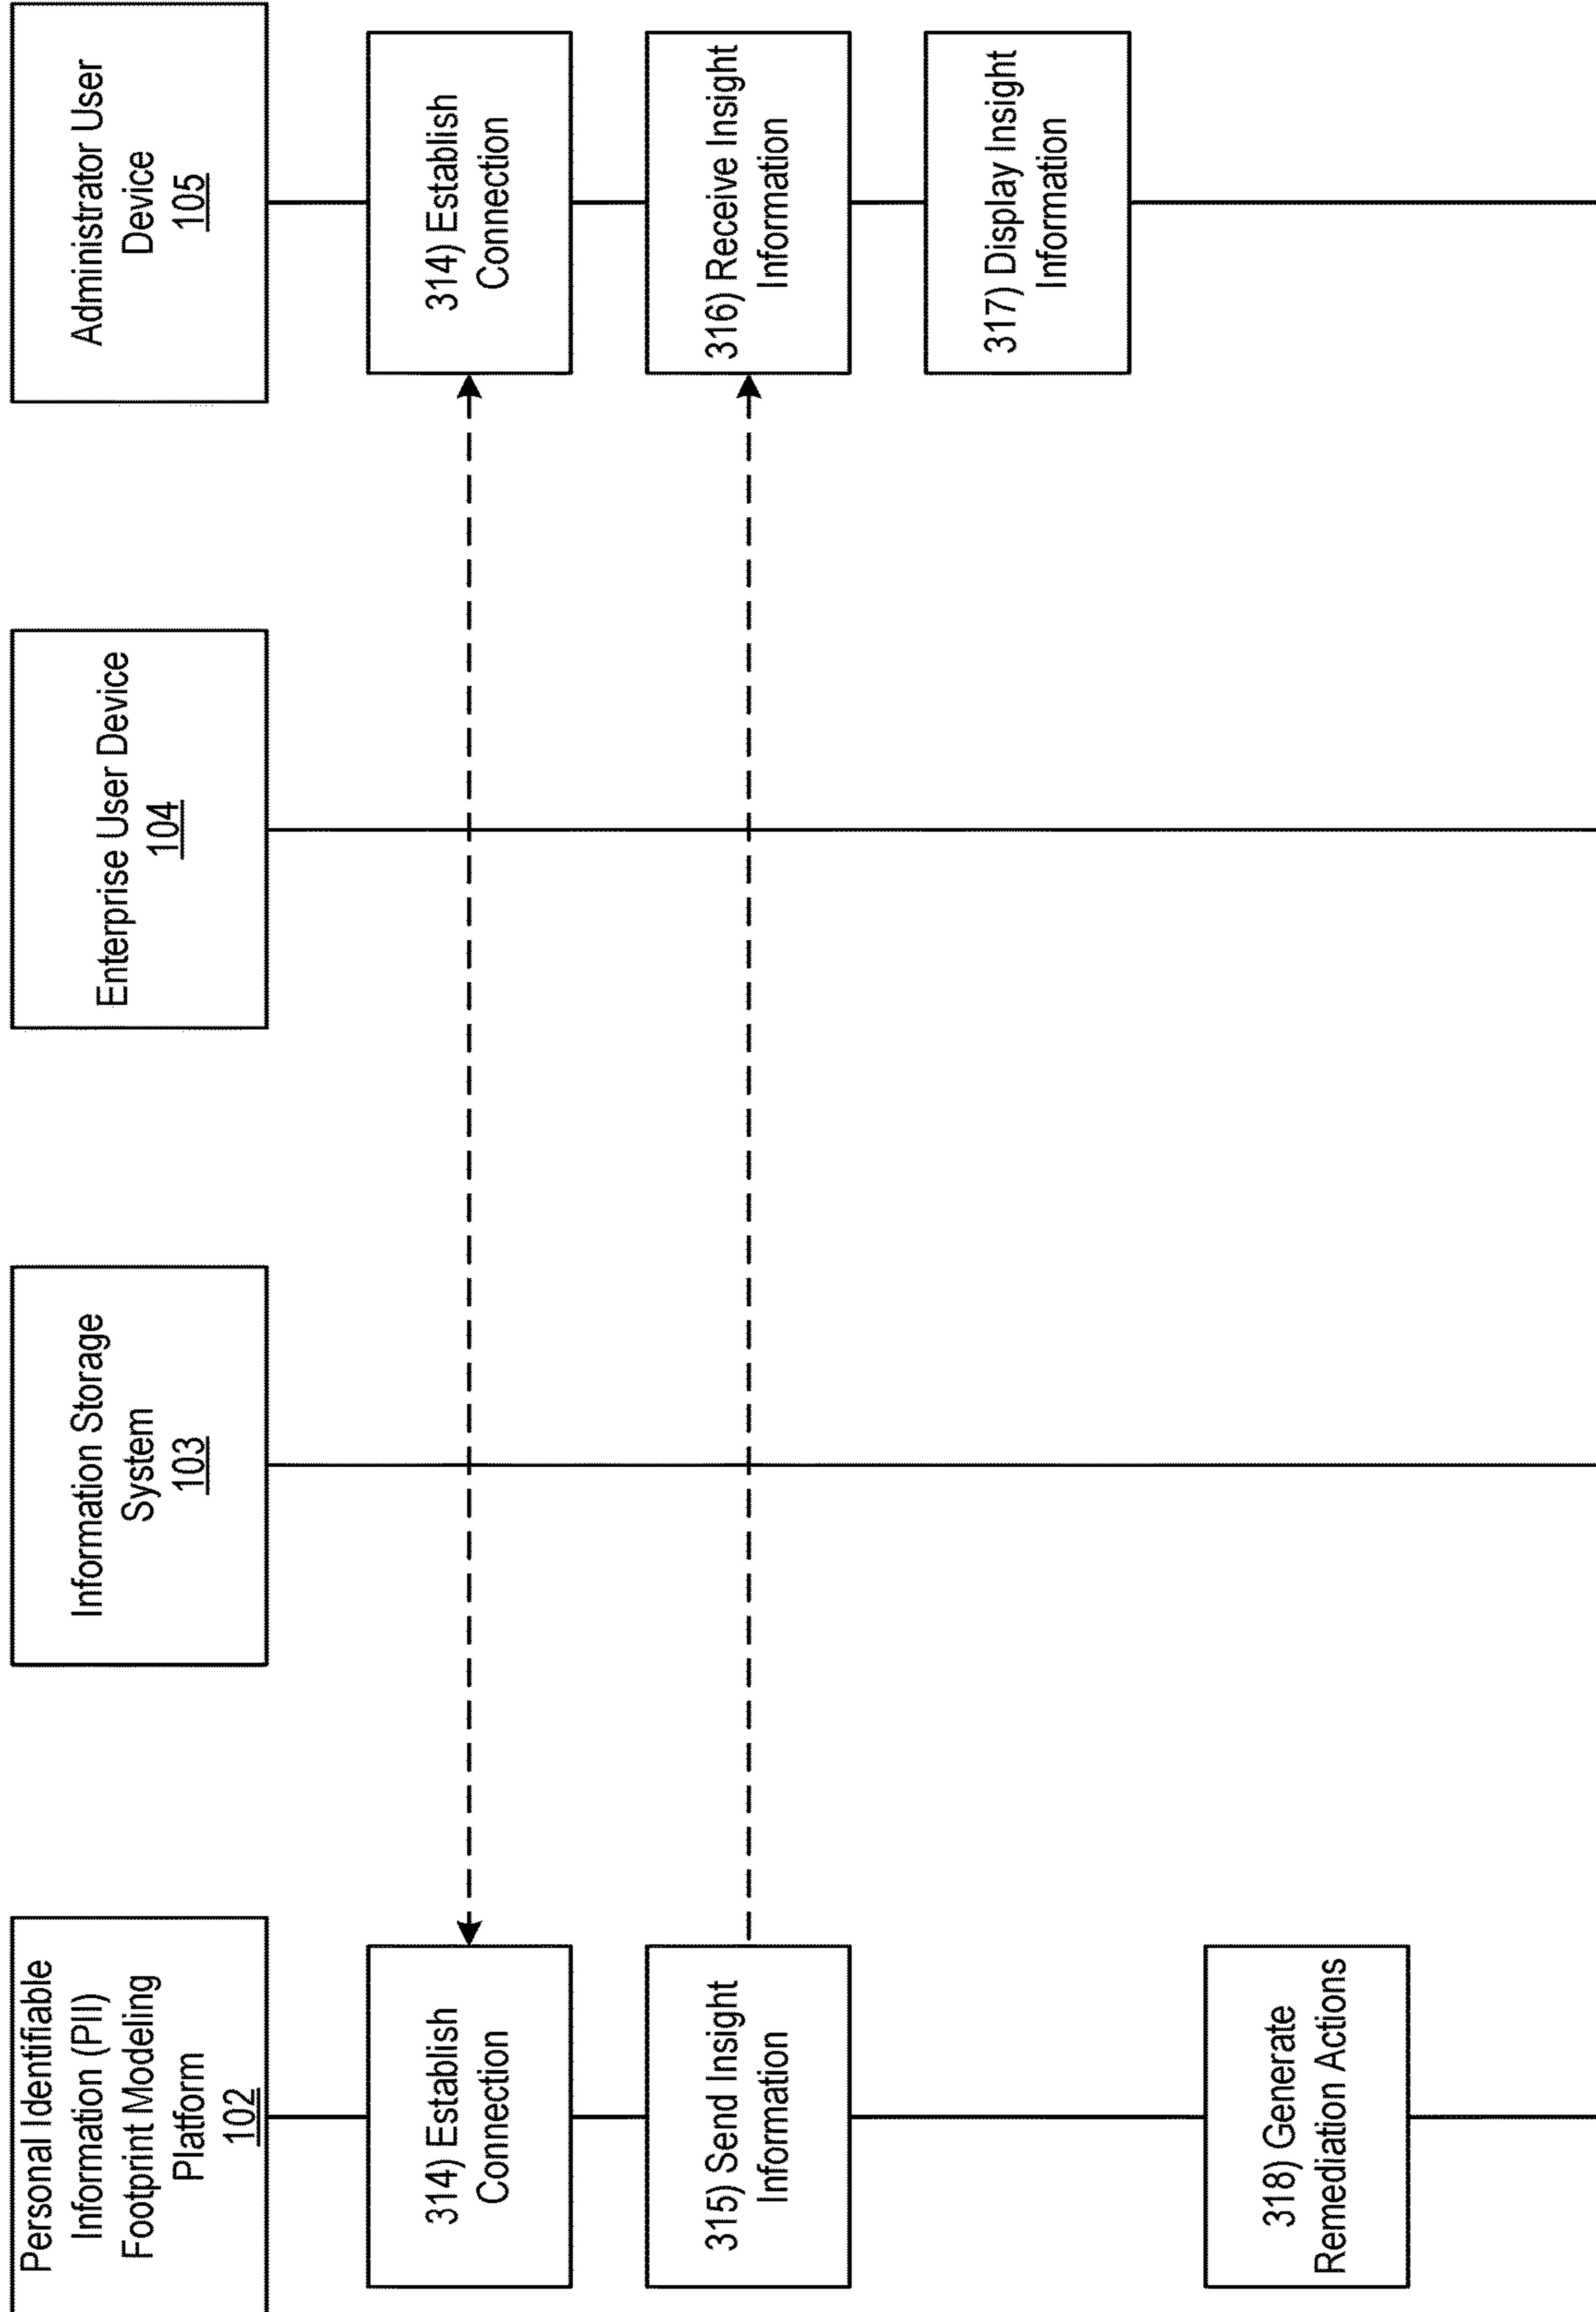 Personal Identifiable
Information (PII)
Footprint Modeling
Platform
102
Information Storage
System
103
Enterprise User Device
104
Administrator User
Device
105
314) Establish
Connection
314) Establish
Connection
315) Send Insight
Information
316) Receive Insight
Information
317) Display Insight
Information
318) Generate
Remediation Actions